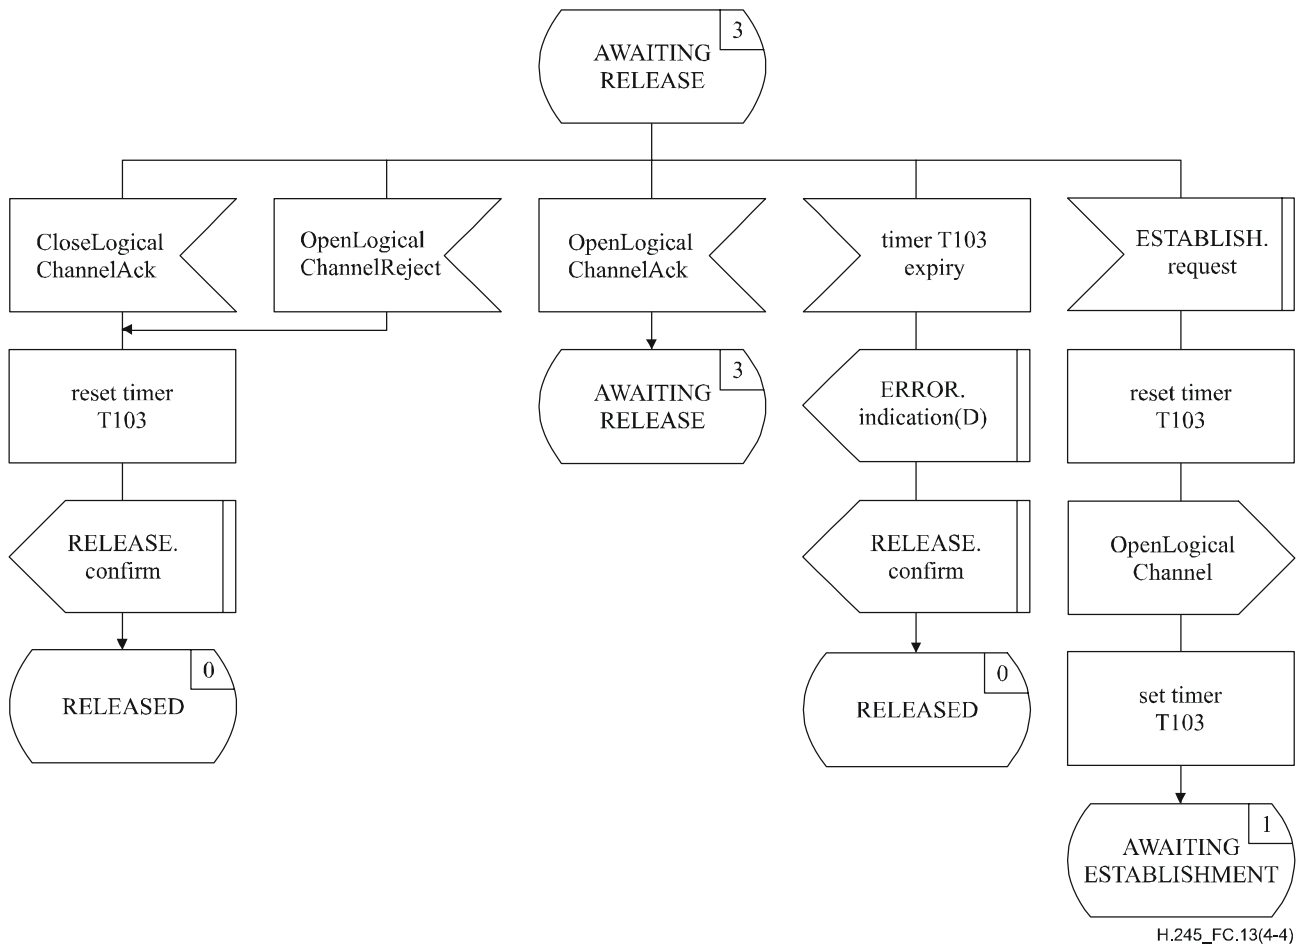 3
AWAITING
RELEASE
CloseLogical
ChannelAck
OpenLogical
ChannelReject
OpenLogical
ChannelAck
timer T103
expiry
ESTABLISH.
request
reset timer
T103
3
AWAITING
RELEASE
ERROR.
indication(D)
reset timer
T103
RELEASE.
confirm
RELEASE.
confirm
OpenLogical
Channel
0
RELEASED
0
RELEASED
set timer
T103
1
AWAITING
ESTABLISHMENT
H.245_FC.13(4-4)